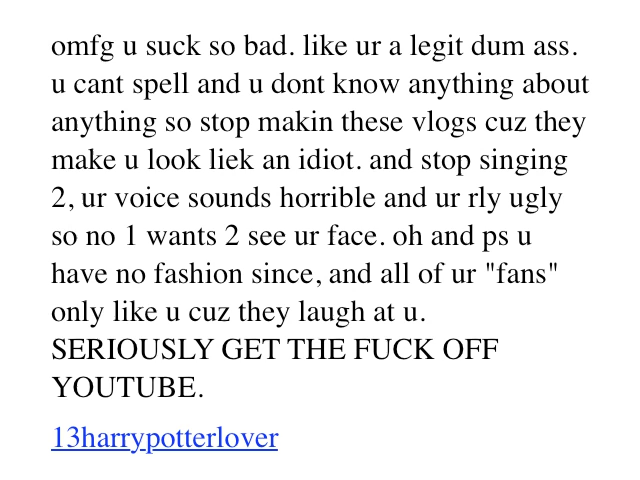 omfg u suck so bad. like ur a legit dum ass.
u cant spell and u dont know anything about
anything so stop makin these vlogs cuz they
make u look liek an idiot. and stop singing
2, ur voice sounds horrible and ur rly ugly
so no 1 wants 2 see ur face. oh and ps u
have no fashion since, and all of ur "fans"
only like u cuz they laugh at u.
SERIOUSLY GET THE FUCK OFF
YOUTUBE.
13harrypotterlover